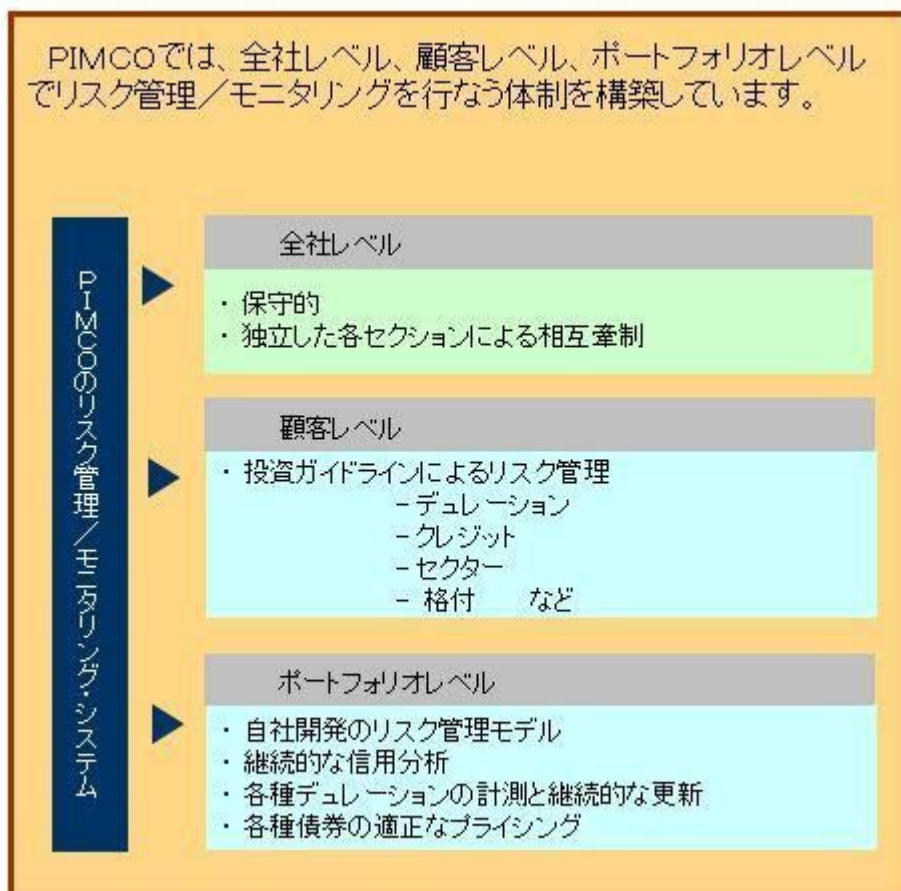 PIMCOでは、全社レベル、顧客レベル、ポートフォリオレベル
でリスク管理／モニタリングを行なう体制を構築しています。
PIMCOのリスク管理／モニタリング・システム
全社レベル
・ 保守的
・ 独立した各セクションによる相互牽制
顧客レベル
・ 投資ガイドラインによるリスク管理
－デュレーション
－クレジット
－セクター
－ 格付　など
ポートフォリオレベル
・ 自社開発のリスク管理モデル
・ 継続的な信用分析
・ 各種デュレーションの計測と継続的な更新
・ 各種債券の適正なプライシング